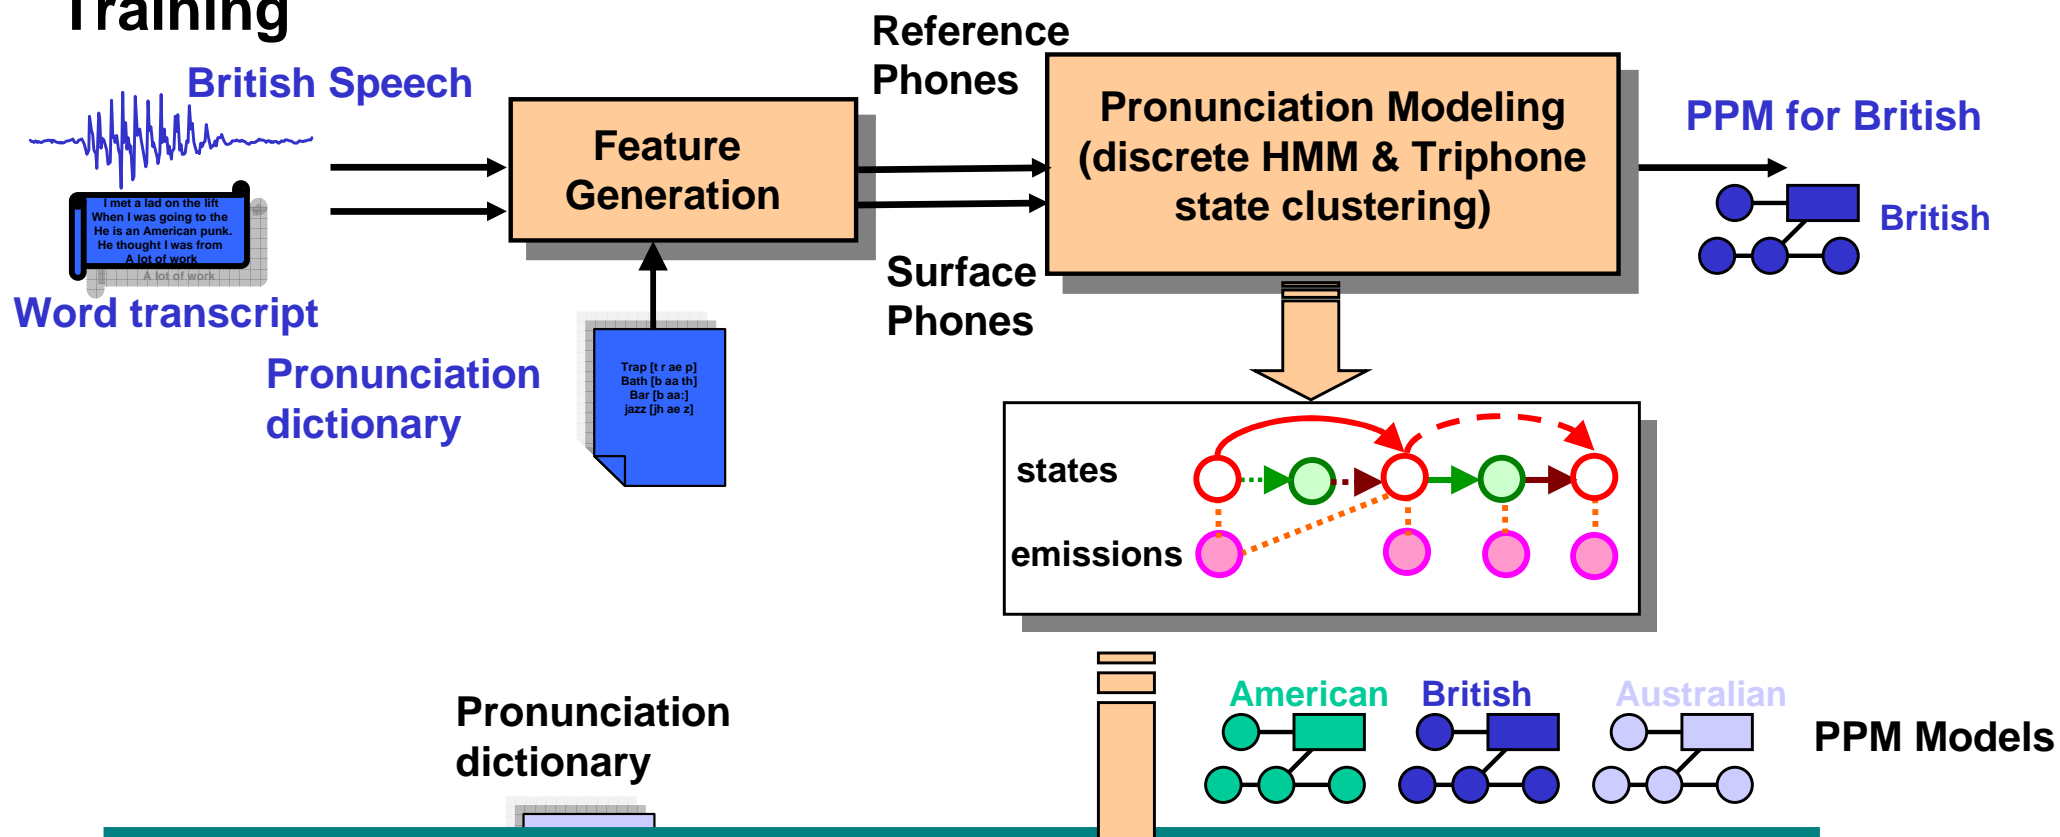 Training
British Speech
I met a lad on the lift
When I was going to the
He is an American punk.
He thought I was from
A lot of work
A lot of work
Word transcript
Feature
Generation
Pronunciation
dictionary
Trap [t r ae p]
Bath [b aa th]
Bar [b aa:]
jazz [jh ae z]
Reference
Phones
Surface
Phones
Pronunciation Modeling
(discrete HMM & Triphone
state clustering)
PPM for British
British
states
emissions
Pronunciation
dictionary
American
British
Australian
PPM Models